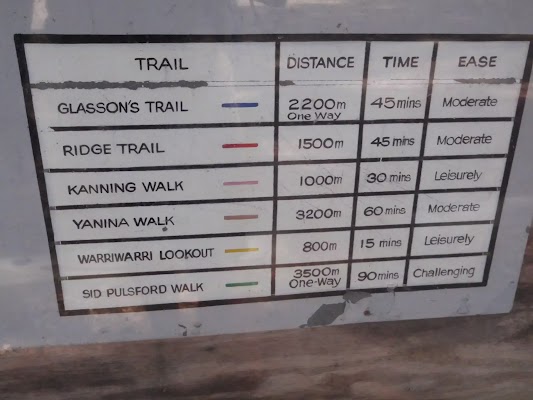 TRAIL DISTANCE TIME EASE
GLASSON'S TRAIL 2200m One Way 45 mins Moderate
RIDGE TRAIL 1500m 45 mins Moderate
KANNING WALK 1000m 30 mins Leisurely
YANINA WALK 3200m 60 mins Moderate
WARRIWARRI LOOKOUT 800m 15 mins Leisurely
SID PULSFORD WALK 3500m One-Way 90mins Challenging